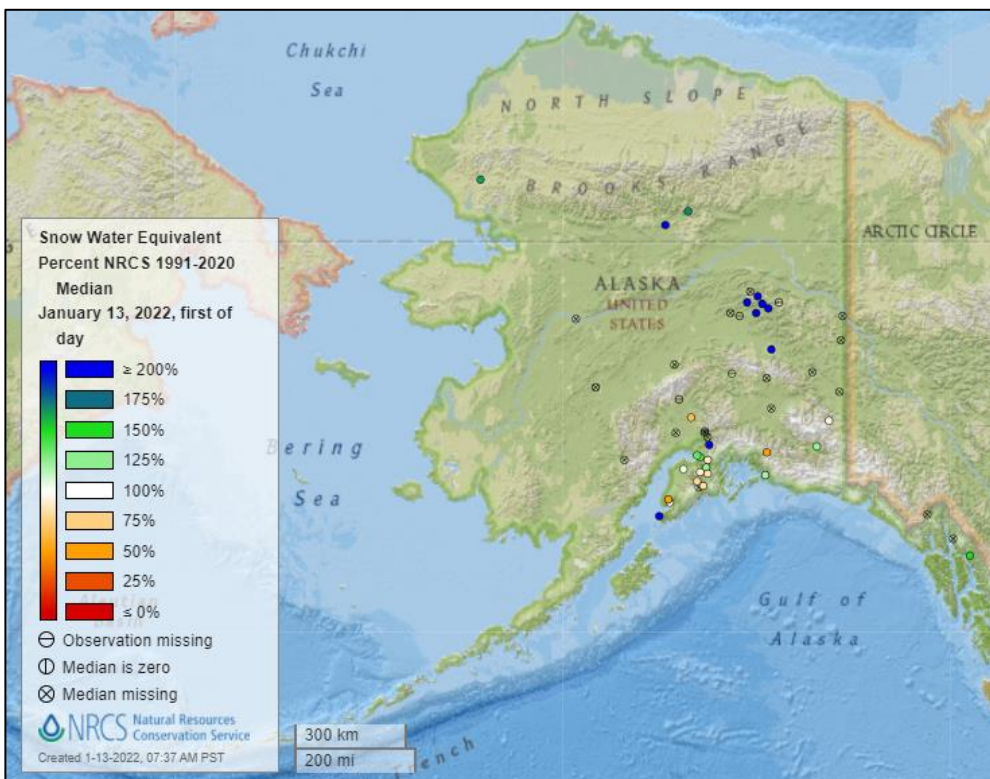 Chukchi
Sea
NORTH SLOPE
BROOKS RANGE
ARCTIC CIRCLE
ALASKA
UNITED
STATES
Bering
Sea
Gulf of
Alaska
Trench
Snow Water Equivalent
Percent NRCS 1991-2020
Median
January 13, 2022, first of
day
≥ 200%
175%
150%
125%
100%
75%
50%
25%
≤ 0%
Observation missing
Median is zero
Median missing
NRCS Natural Resources
Conservation Service
Created 1-13-2022, 07:37 AM PST
300 km
200 mi